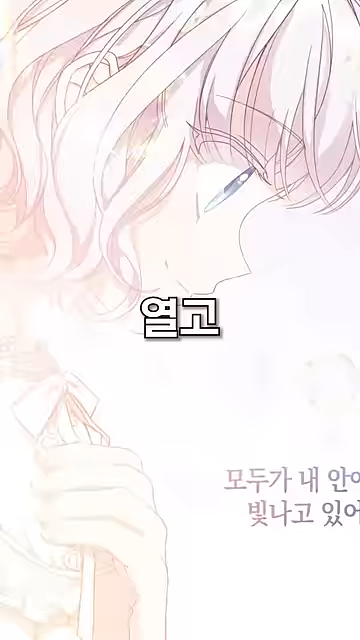 열고
모두가 내 안에
빛나고 있어